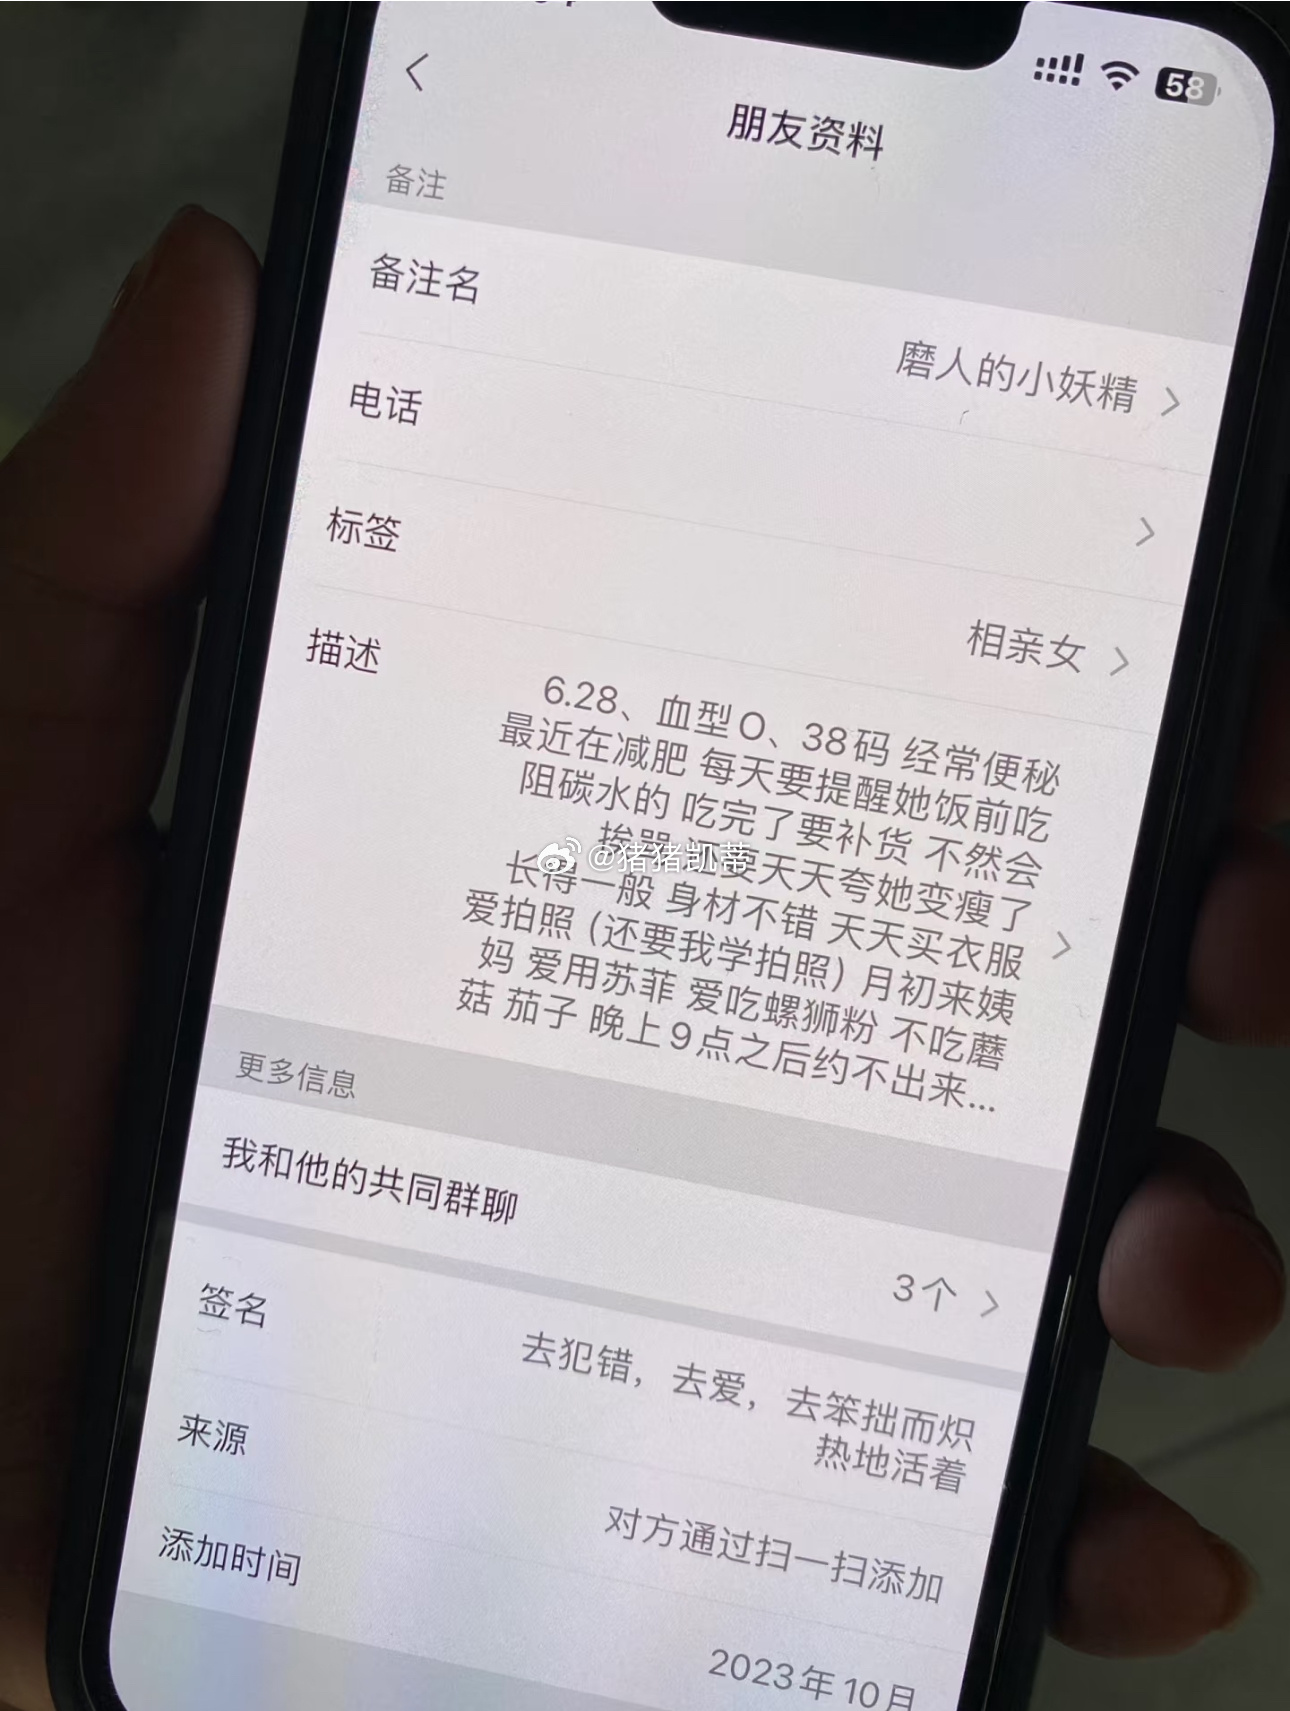 58
朋友资料
备注
备注名
磨人的小妖精
电话
标签
相亲女
描述
6.28、血型O、38码 经常便秘
最近在减肥 每天要提醒她饭前吃
阻碳水的 吃完了要补货 不然会
天天夸她变瘦了
@猪猪凯蒂
长得一般 身材不错 天天买衣服
爱拍照 (还要我学拍照) 月初来姨
妈 爱用苏菲 爱吃螺狮粉 不吃蘑
菇 茄子 晚上9点之后约不出来...
更多信息
我和他的共同群聊
3个
签名
去犯错，去爱，去笨拙而炽
热地活着
来源
对方通过扫一扫添加
添加时间
2023年10月